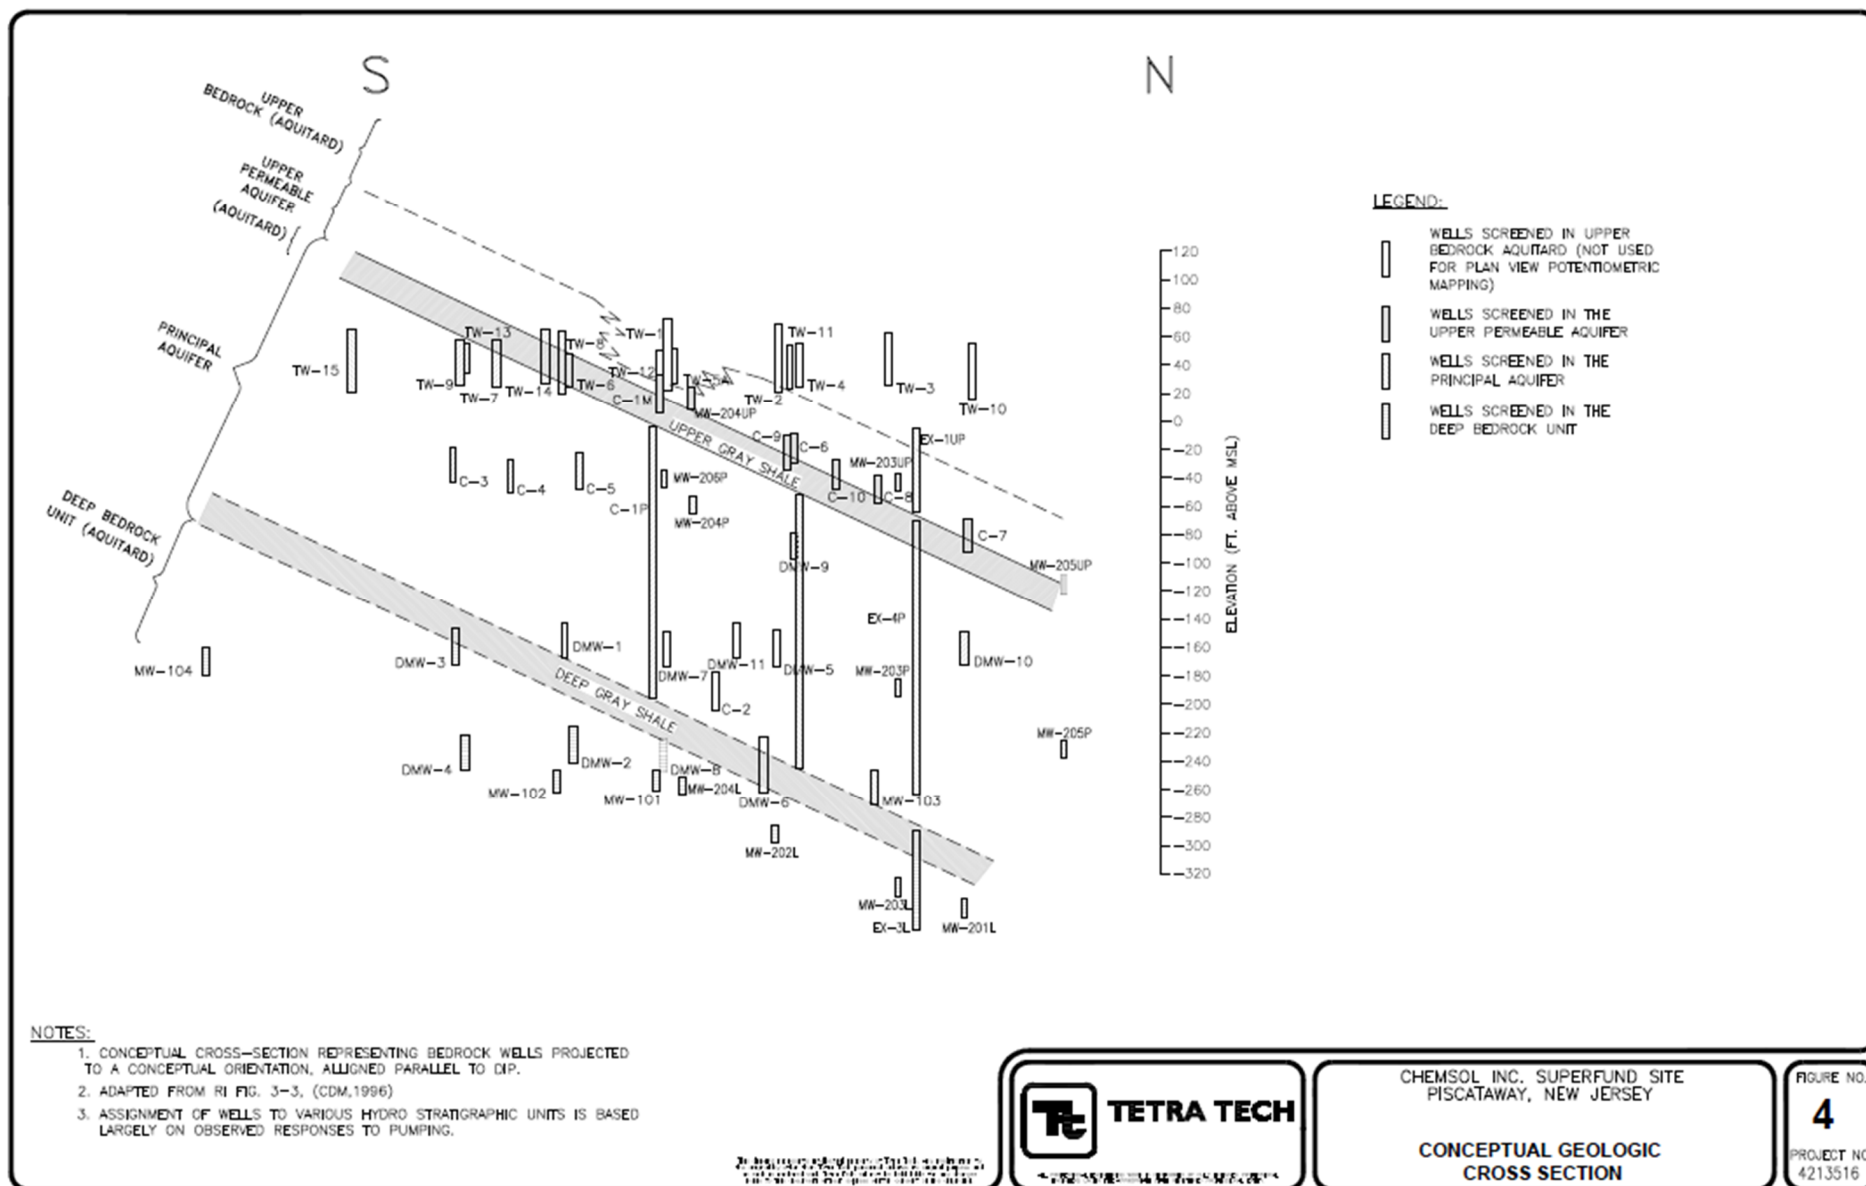 S
N
UPPER
BEDROCK (AQUITARD)
UPPER
PERMEABLE
AQUIFER
(AQUITARD)
PRINCIPAL
AQUIFER
DEEP BEDROCK
UNIT (AQUITARD)
LEGEND:
WELLS SCREENED IN UPPER
BEDROCK AQUITARD (NOT USED
FOR PLAN VIEW POTENTIOMETRIC
MAPPING)
WELLS SCREENED IN THE
UPPER PERMEABLE AQUIFER
WELLS SCREENED IN THE
PRINCIPAL AQUIFER
WELLS SCREENED IN THE
DEEP BEDROCK UNIT
120
100
80
60
40
20
0
-20
-40
-60
-80
-100
-120
-140
-160
-180
-200
-220
-240
-260
-280
-300
-320
ELEVATION (FT. ABOVE MSL)
TW-13
TW-8
TW-1
TW-11
TW-15
TW-9
TW-7
TW-14
TW-6
TW-12
TW-5A
TW-2
TW-4
TW-3
TW-10
C-1M
MW-204UP
UPPER GRAY SHALE
C-9
C-6
EX-1UP
MW-203UP
C-3
C-4
C-5
C-1P
MW-206P
MW-204P
C-10
C-8
C-7
DMW-9
MW-205UP
EX-4P
MW-104
DMW-3
DMW-1
DMW-7
DMW-11
DMW-5
MW-203P
DMW-10
DEEP GRAY SHALE
C-2
MW-205P
DMW-4
DMW-2
DMW-8
MW-102
MW-101
MW-204L
DMW-6
MW-103
MW-202L
MW-203L
EX-3L
MW-201L
NOTES:
1. CONCEPTUAL CROSS-SECTION REPRESENTING BEDROCK WELLS PROJECTED
TO A CONCEPTUAL ORIENTATION, ALLIGNED PARALLEL TO DIP.
2. ADAPTED FROM RI FIG. 3-3, (CDM,1996)
3. ASSIGNMENT OF WELLS TO VARIOUS HYDRO STRATIGRAPHIC UNITS IS BASED
LARGELY ON OBSERVED RESPONSES TO PUMPING.
Tt
TETRA TECH
CHEMSOL INC. SUPERFUND SITE
PISCATAWAY, NEW JERSEY
CONCEPTUAL GEOLOGIC
CROSS SECTION
FIGURE NO.
4
PROJECT NO
4213516